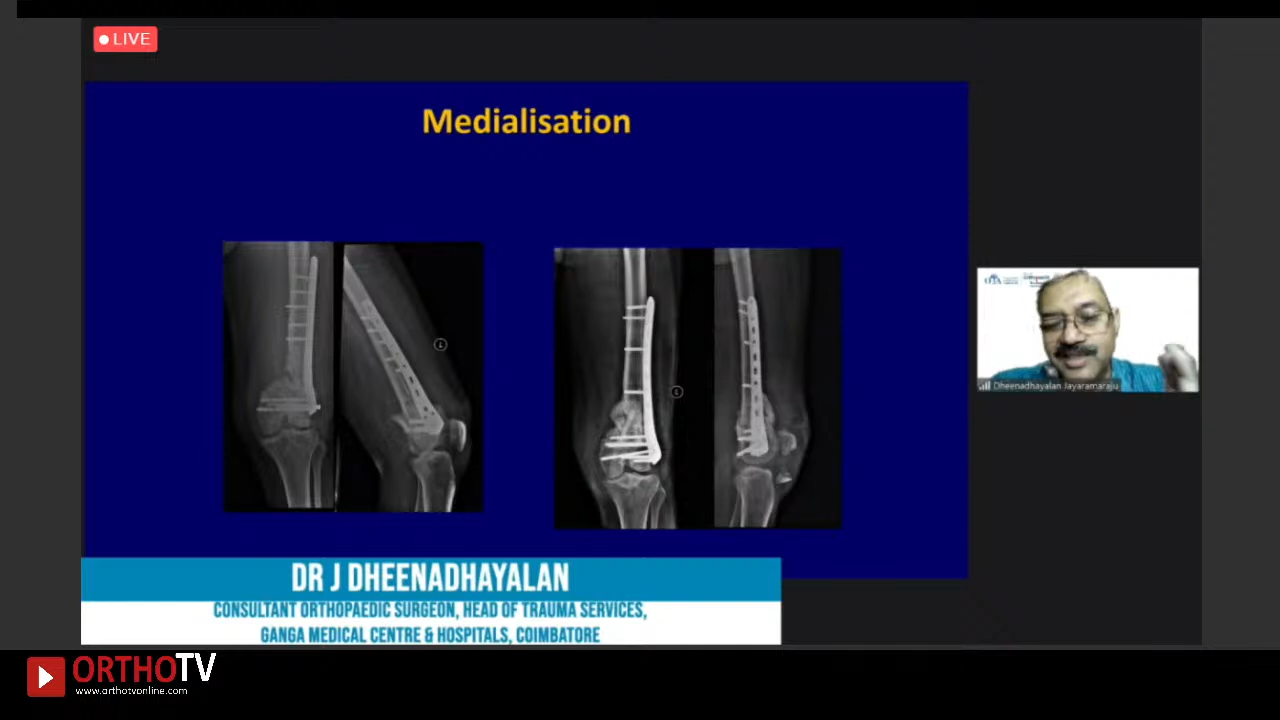 LIVE
Medialisation
Dheenadhayalan Jayaramaraju
DR J DHEENADHAYALAN
CONSULTANT ORTHOPAEDIC SURGEON, HEAD OF TRAUMA SERVICES,
GANGA MEDICAL CENTRE & HOSPITALS, COIMBATORE
ORTHOTV
www.orthotvonline.com